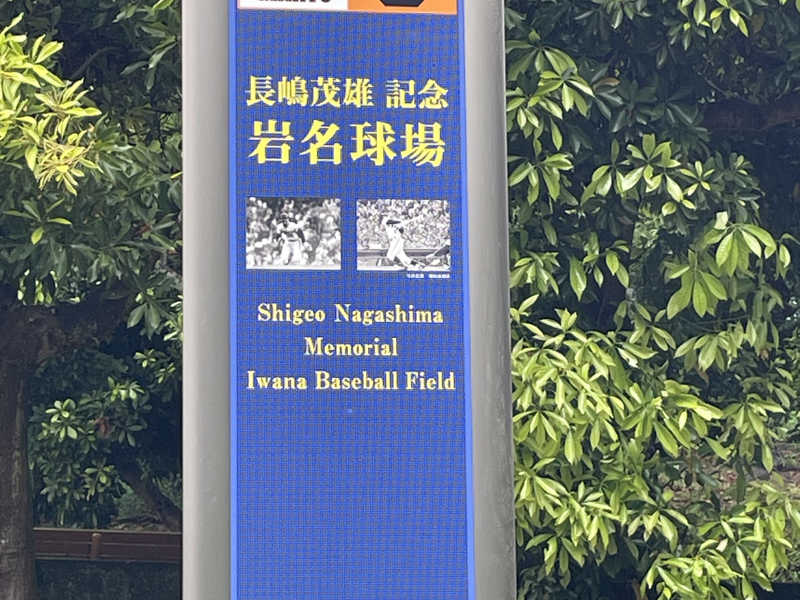 長嶋茂雄 記念
岩名球場
Shigeo Nagashima
Memorial
Iwana Baseball Field